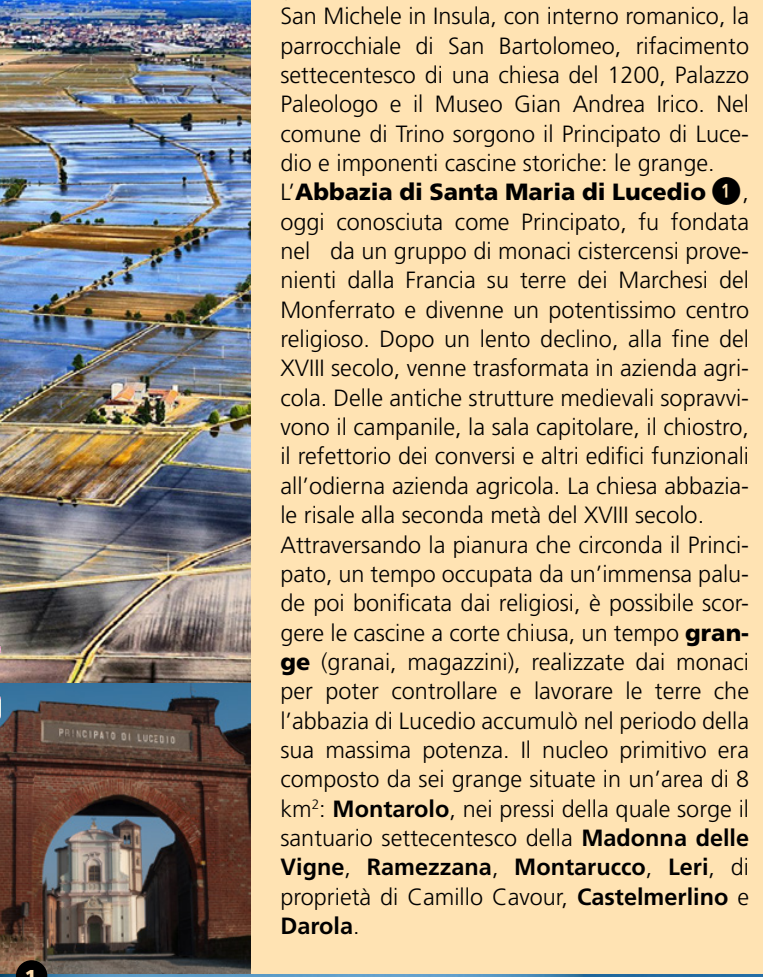 San Michele in Insula, con interno romanico, la
parrocchiale di San Bartolomeo, rifacimento
settecentesco di una chiesa del 1200, Palazzo
Paleologo e il Museo Gian Andrea Irico. Nel
comune di Trino sorgono il Principato di Luce-
dio e imponenti cascine storiche: le grange.
L'Abbazia di Santa Maria di Lucedio 1,
oggi conosciuta come Principato, fu fondata
nel da un gruppo di monaci cistercensi prove-
nienti dalla Francia su terre dei Marchesi del
Monferrato e divenne un potentissimo centro
religioso. Dopo un lento declino, alla fine del
XVIII secolo, venne trasformata in azienda agri-
cola. Delle antiche strutture medievali sopravvi-
vono il campanile, la sala capitolare, il chiostro,
il refettorio dei conversi e altri edifici funzionali
all'odierna azienda agricola. La chiesa abbazia-
le risale alla seconda metà del XVIII secolo.
Attraversando la pianura che circonda il Princi-
pato, un tempo occupata da un'immensa palu-
de poi bonificata dai religiosi, è possibile scor-
gere le cascine a corte chiusa, un tempo gran-
ge (granai, magazzini), realizzate dai monaci
per poter controllare e lavorare le terre che
l'abbazia di Lucedio accumulò nel periodo della
sua massima potenza. Il nucleo primitivo era
composto da sei grange situate in un'area di 8
km²: Montarolo, nei pressi della quale sorge il
santuario settecentesco della Madonna delle
Vigne, Ramezzana, Montarucco, Leri, di
proprietà di Camillo Cavour, Castelmerlino e
Darola.
PRINCIPATO DI LUCEDIO
1